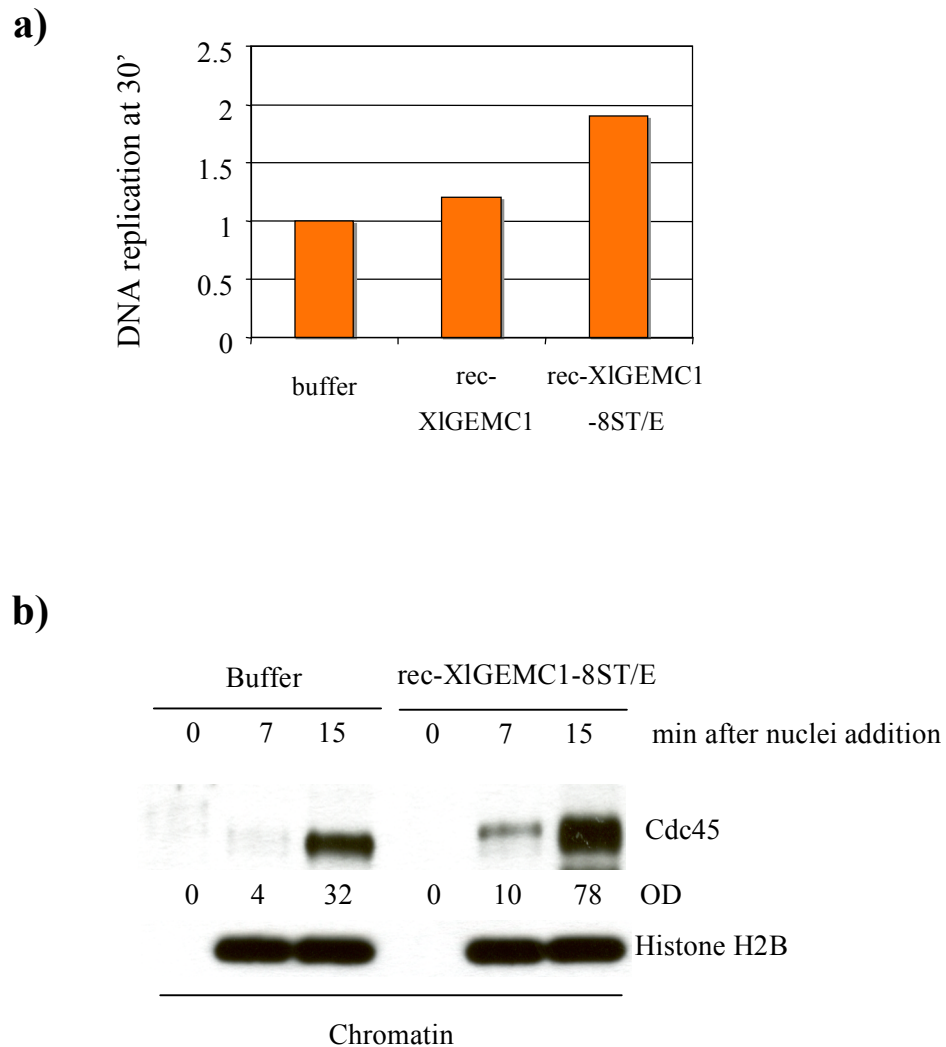 a)
DNA replication at 30’
2.5
2
1.5
1
0.5
0
buffer
rec-
XlGEMC1
rec-XlGEMC1
-8ST/E
b)
Buffer rec-XlGEMC1-8ST/E
0 7 15 0 7 15 min after nuclei addition
Cdc45
0 4 32 0 10 78 OD
Histone H2B
Chromatin